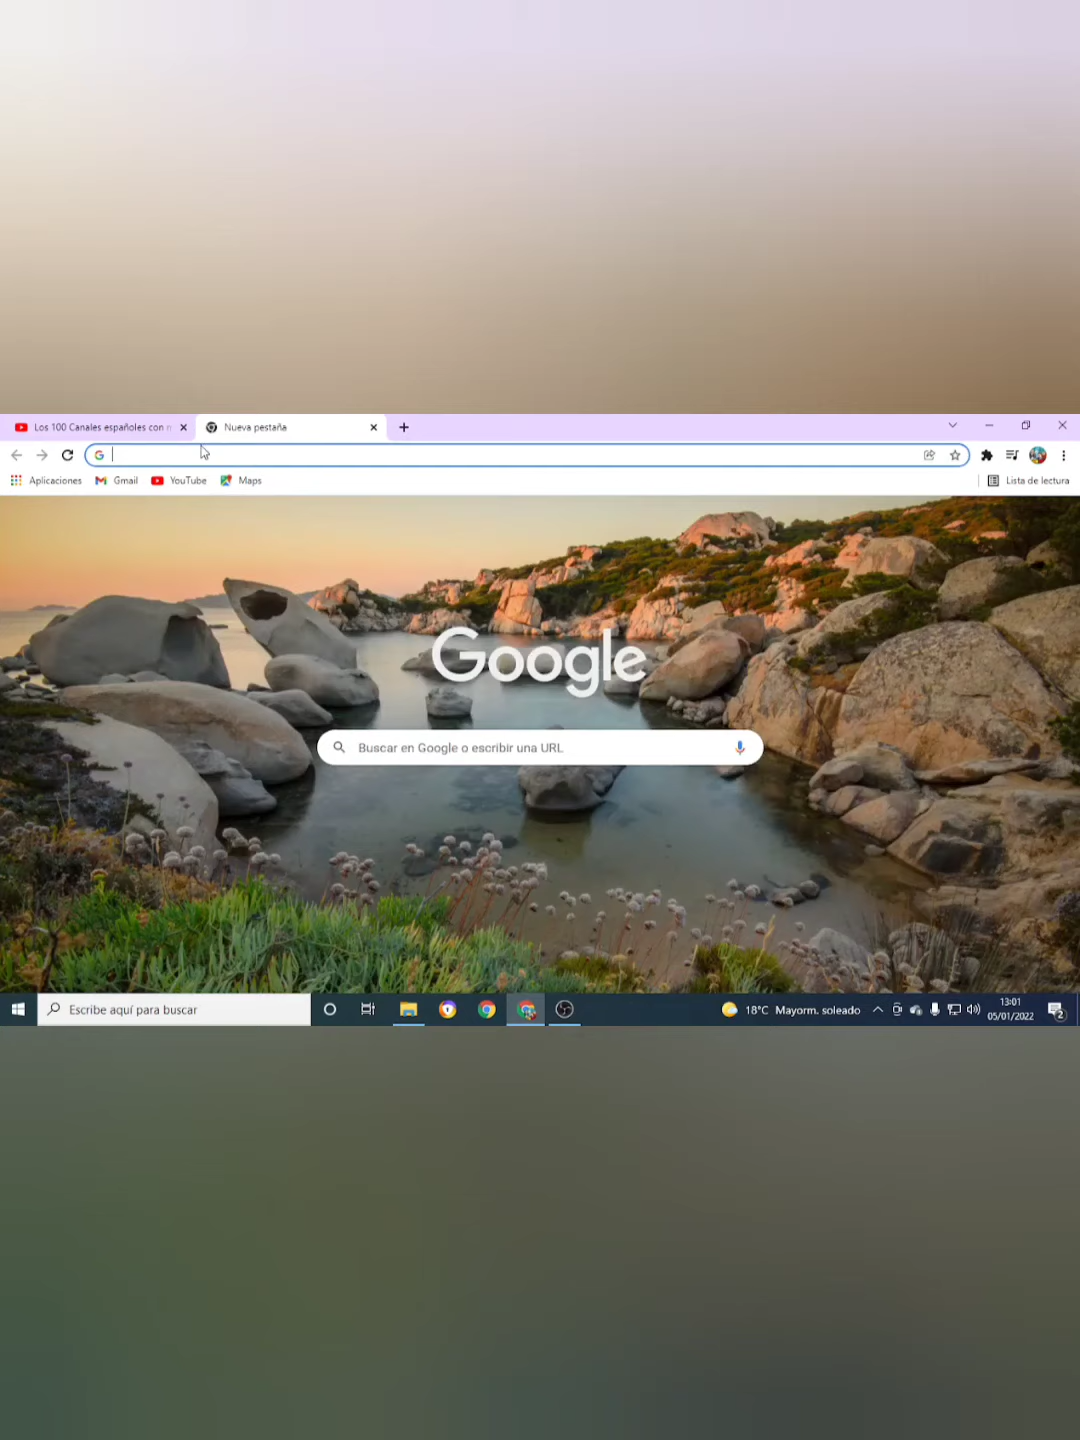 Los 100 Canales españoles con
Nueva pestaña
Aplicaciones
Gmail
YouTube
Maps
Lista de lectura
Google
Buscar en Google o escribir una URL
Escribe aquí para buscar
18°C Mayorm. soleado
13:01
05/01/2022
2